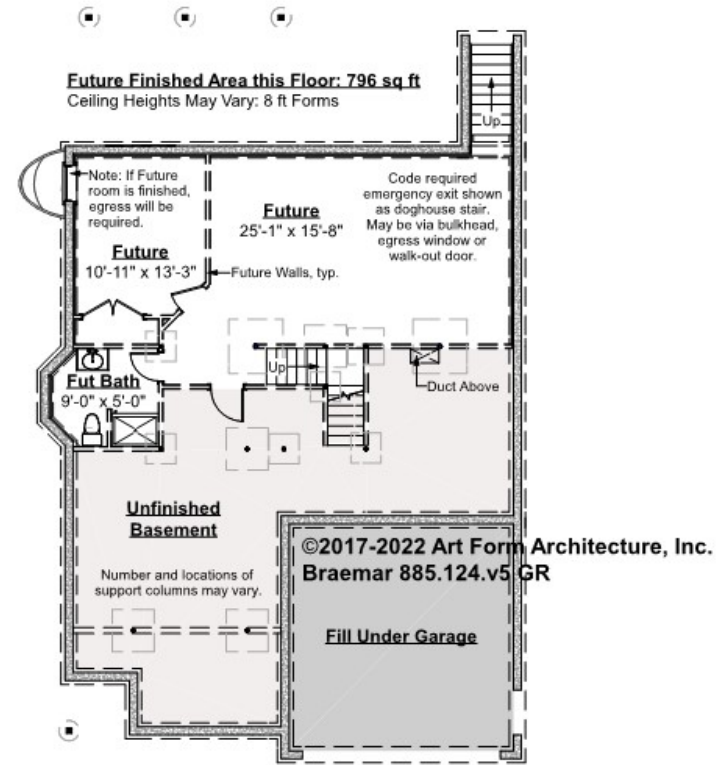 Future Finished Area this Floor: 796 sq ft
Ceiling Heights May Vary: 8 ft Forms
Up
Note: If Future
room is finished,
egress will be
required.
Code required
emergency exit shown
as doghouse stair.
May be via bulkhead,
egress window or
walk-out door.
Future
25'-1" x 15'-8"
Future
10'-11" x 13'-3"
Future Walls, typ.
Up
Fut Bath
9'-0" x 5'-0"
Duct Above
Unfinished
Basement
©2017-2022 Art Form Architecture, Inc.
Braemar 885.124.v5 GR
Number and locations of
support columns may vary.
Fill Under Garage